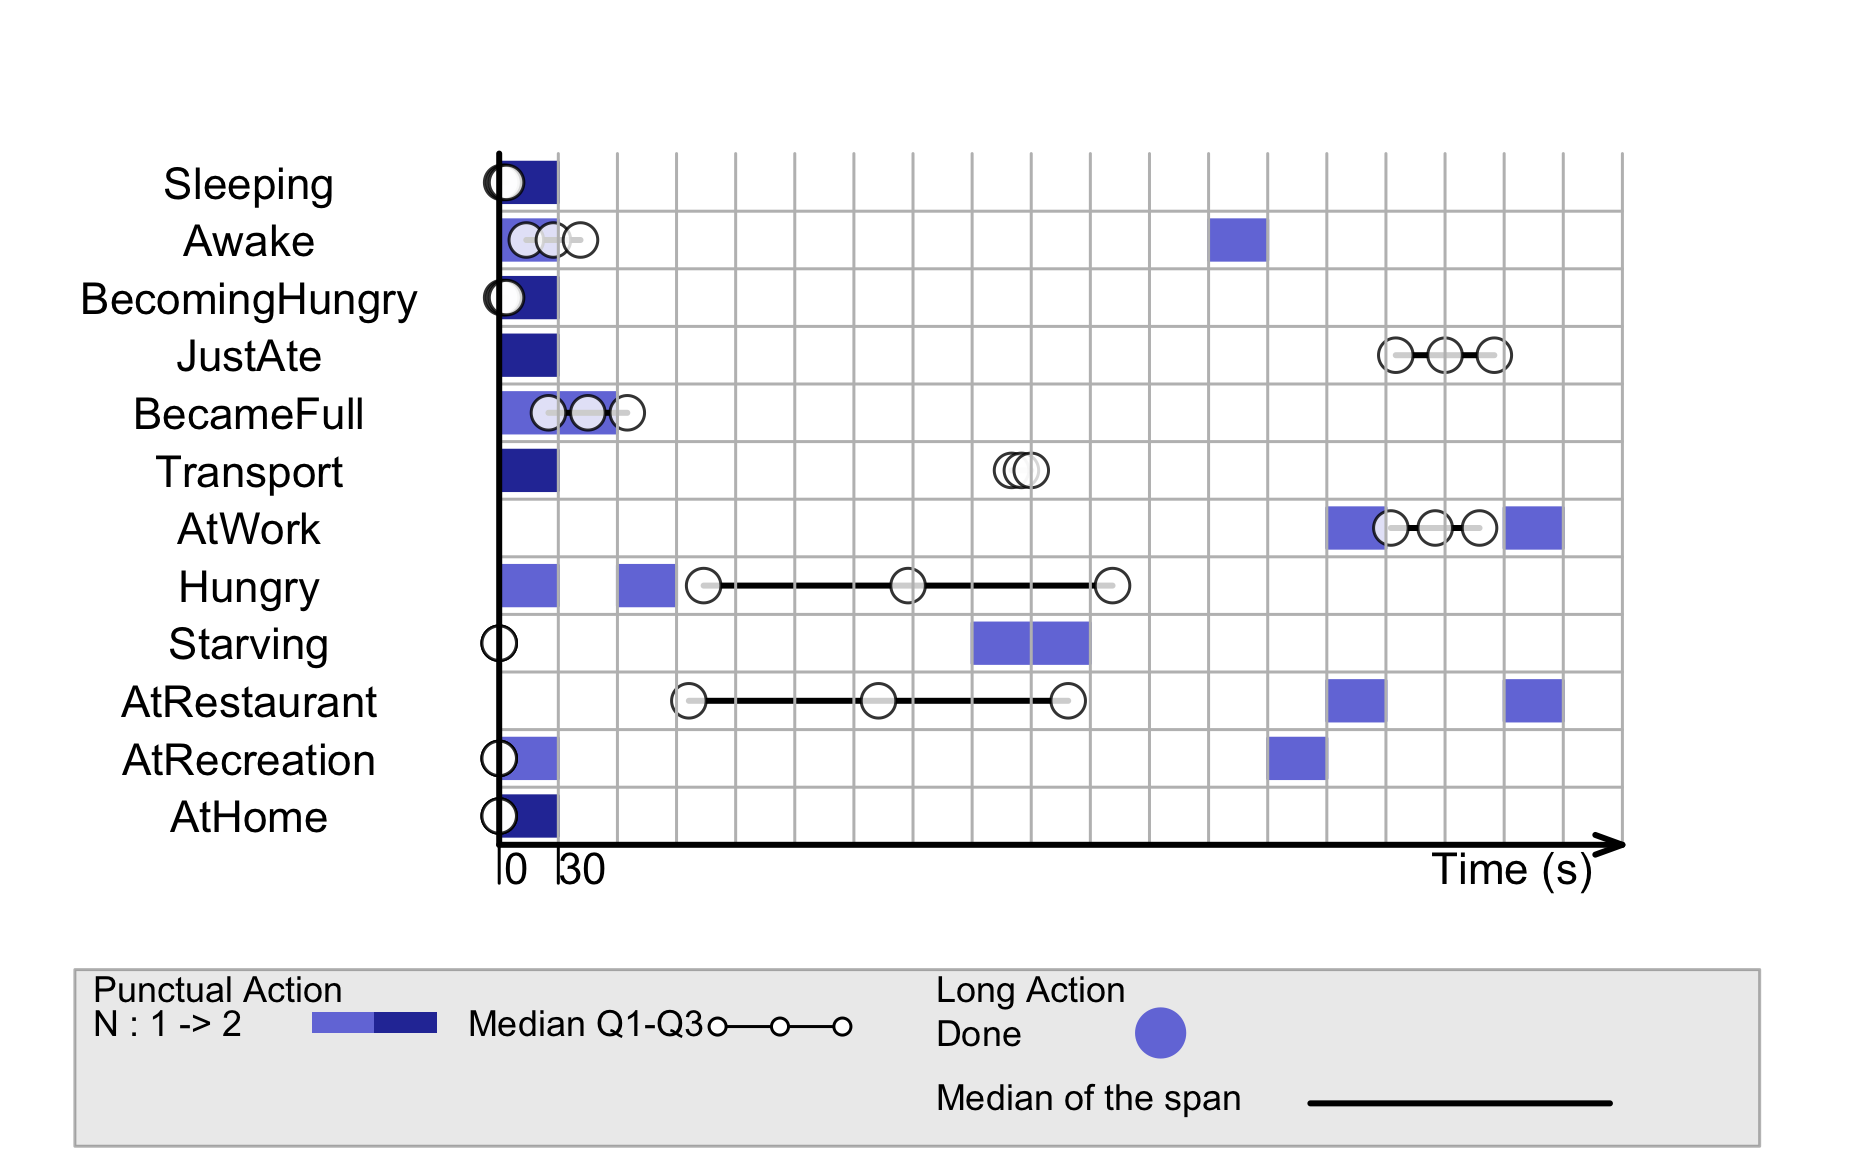 Sleeping
Awake
BecomingHungry
JustAte
BecameFull
Transport
AtWork
Hungry
Starving
AtRestaurant
AtRecreation
AtHome
0 30 Time (s)
Punctual Action
N : 1 -> 2 Median Q1-Q3
Long Action
Done
Median of the span